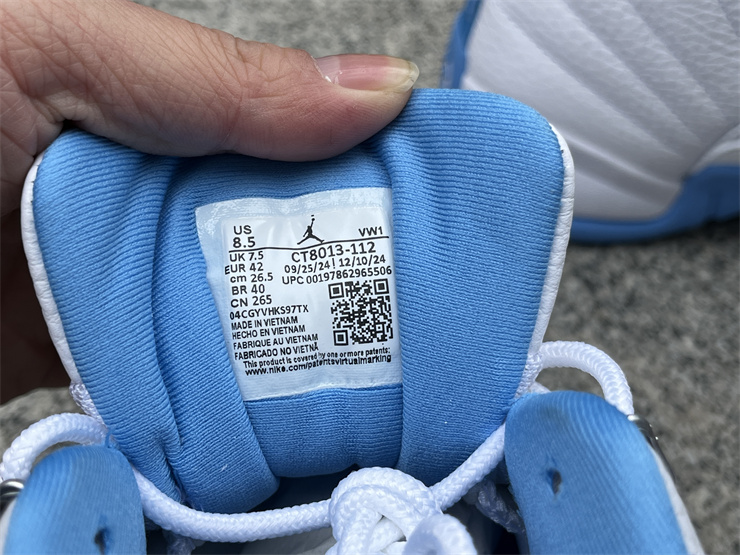 US
8.5
VW1
UK 7.5
CT8013-112
EUR 42
09/25/24 | 12/10/24
cm 26.5
UPC 00197862965506
BR 40
CN 265
04CGYVHKS97TX
MADE IN VIETNAM
HECHO EN VIETNAM
FABRIQUE AU VIETNAM
FABRICADO NO VIETNÃ
This product is covered by one or more patents:
www.nike.com/patentsvirtualmarking